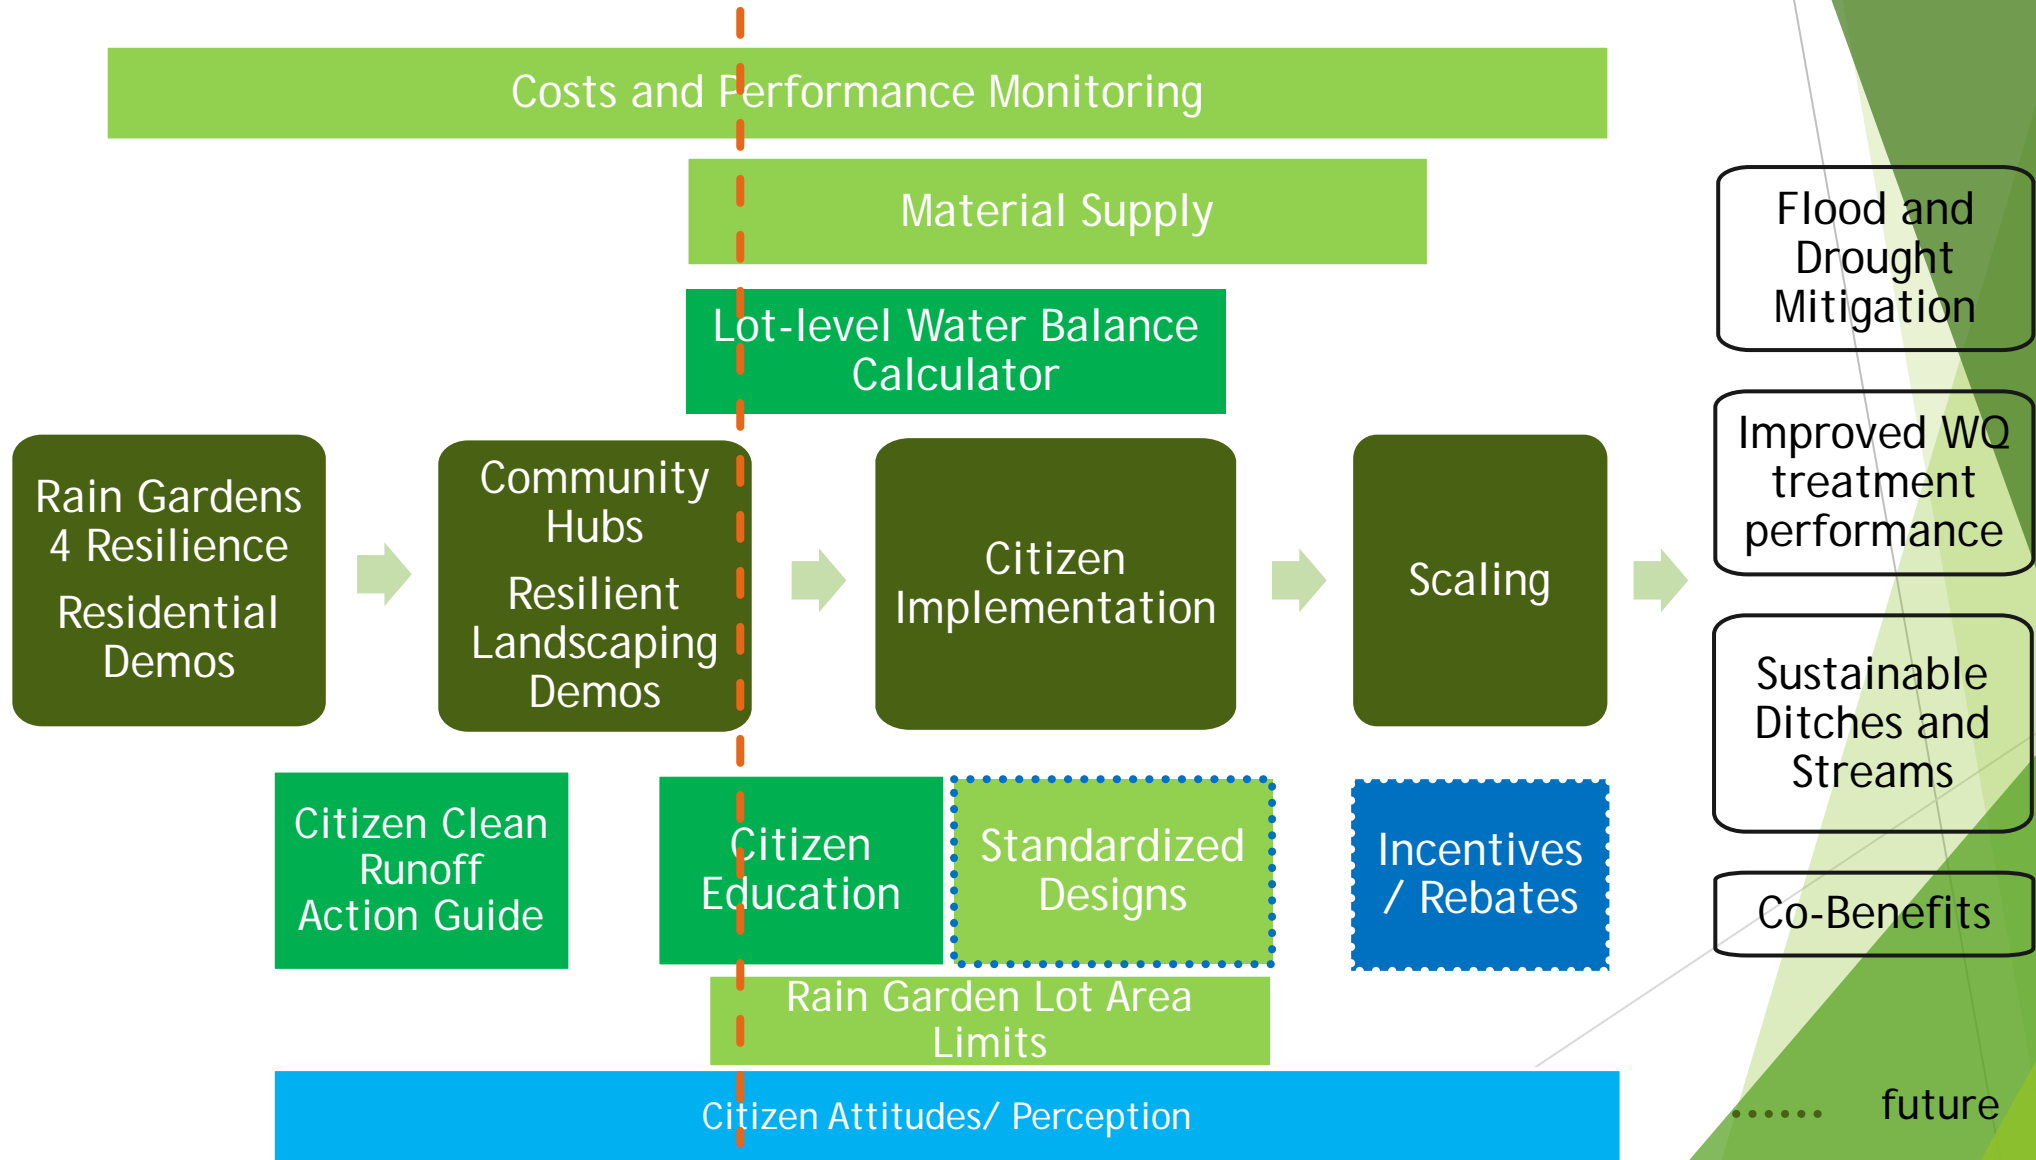 Costs and Performance Monitoring
Material Supply
Lot-level Water Balance
Calculator
Rain Gardens
4 Resilience
Residential
Demos
Community
Hubs
Resilient
Landscaping
Demos
Citizen
Implementation
Scaling
Citizen Clean
Runoff
Action Guide
Citizen
Education
Standardized
Designs
Incentives
/ Rebates
Rain Garden Lot Area
Limits
Citizen Attitudes/ Perception
Flood and
Drought
Mitigation
Improved WQ
treatment
performance
Sustainable
Ditches and
Streams
Co-Benefits
future